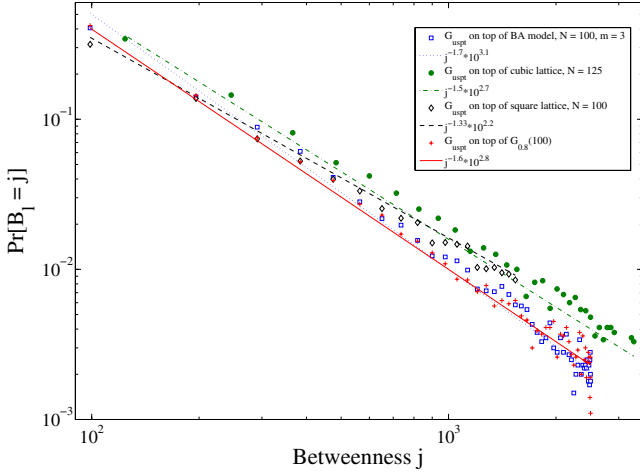 G_uspt on top of BA model, N = 100, m = 3
j^-1.7*10^3.1
G_uspt on top of cubic lattice, N = 125
j^-1.5*10^2.7
G_uspt on top of square lattice, N = 100
j^-1.33*10^2.2
G_uspt on top of G_0.8(100)
j^-1.6*10^2.8
10^-1
10^-2
10^-3
Pr[B_l = j]
10^2
10^3
Betweenness j